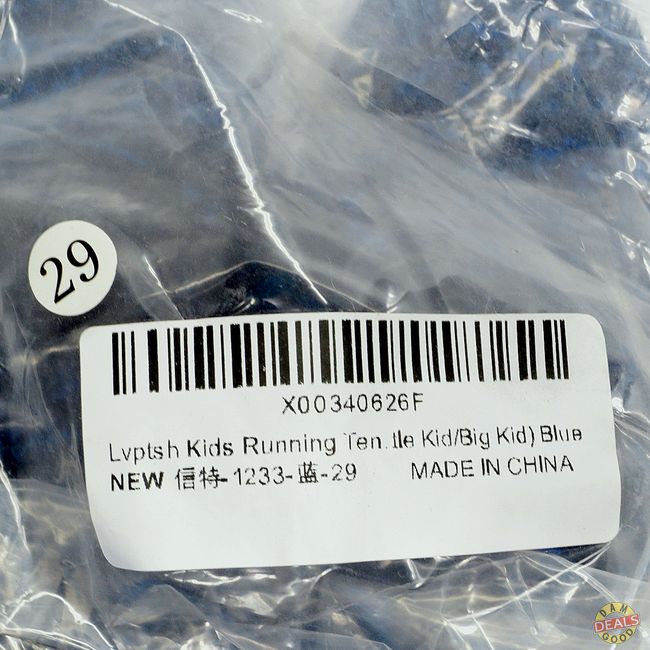 29
X00340626F
Lvptsh Kids Running Ten.tle Kid/Big Kid) Blue
NEW 信特-1233-蓝-29 MADE IN CHINA
DAM
DEALS
GOOD